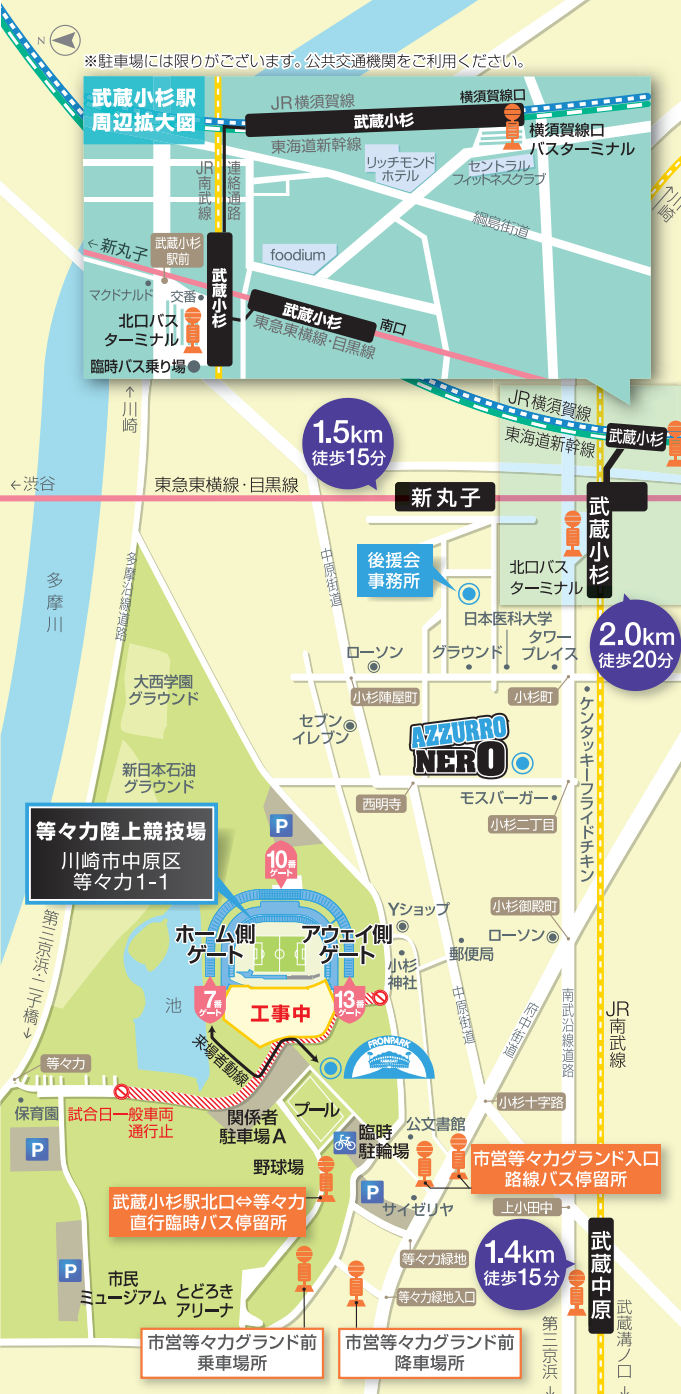 N
※駐車場には限りがございます。公共交通機関をご利用ください。
武蔵小杉駅
周辺拡大図
JR横須賀線
横須賀線口
武蔵小杉
横須賀線口
バスターミナル
東海道新幹線
リッチモンド
ホテル
セントラル
フィットネスクラブ
JR南武線
連絡通路
綱島街道
←川崎
←新丸子
武蔵小杉
駅前
foodium
武蔵小杉
マクドナルド
交番
武蔵小杉
南口
東急東横線・目黒線
北口バス
ターミナル
臨時バス乗り場
←川崎
JR横須賀線
東海道新幹線
武蔵小杉
1.5km
徒歩15分
←渋谷
東急東横線・目黒線
新丸子
武蔵小杉
北口バス
ターミナル
多摩川
多摩沿線道路
中原街道
後援会
事務所
日本医科大学
グラウンド
タワー
プレイス
2.0km
徒歩20分
ローソン
大西学園
グラウンド
小杉陣屋町
小杉町
セブン
イレブン
AZZURRO
NERO
ケンタッキーフライドチキン
新日本石油
グラウンド
西明寺
モスバーガー
小杉二丁目
等々力陸上競技場
川崎市中原区
等々力1-1
P
10番
ゲート
ホーム側
ゲート
アウェイ側
ゲート
Yショップ
小杉御殿町
ローソン
郵便局
小杉
神社
第三京浜・二子橋→
池
7番
ゲート
工事中
13番
ゲート
中原街道
府中街道
南武沿線道路
JR南武線
来場者動線
FRONPARK
等々力
保育園
試合日一般車両
通行止
関係者
駐車場A
プール
臨時
駐輪場
公文書館
小杉十字路
P
野球場
市営等々力グランド入口
路線バス停留所
武蔵小杉駅北口⇔等々力
直行臨時バス停留所
P
サイゼリヤ
上小田中
P
市民
ミュージアム
とどろき
アリーナ
等々力緑地
等々力緑地入口
1.4km
徒歩15分
武蔵中原
市営等々力グランド前
乗車場所
市営等々力グランド前
降車場所
第三京浜→
武蔵溝ノ口→